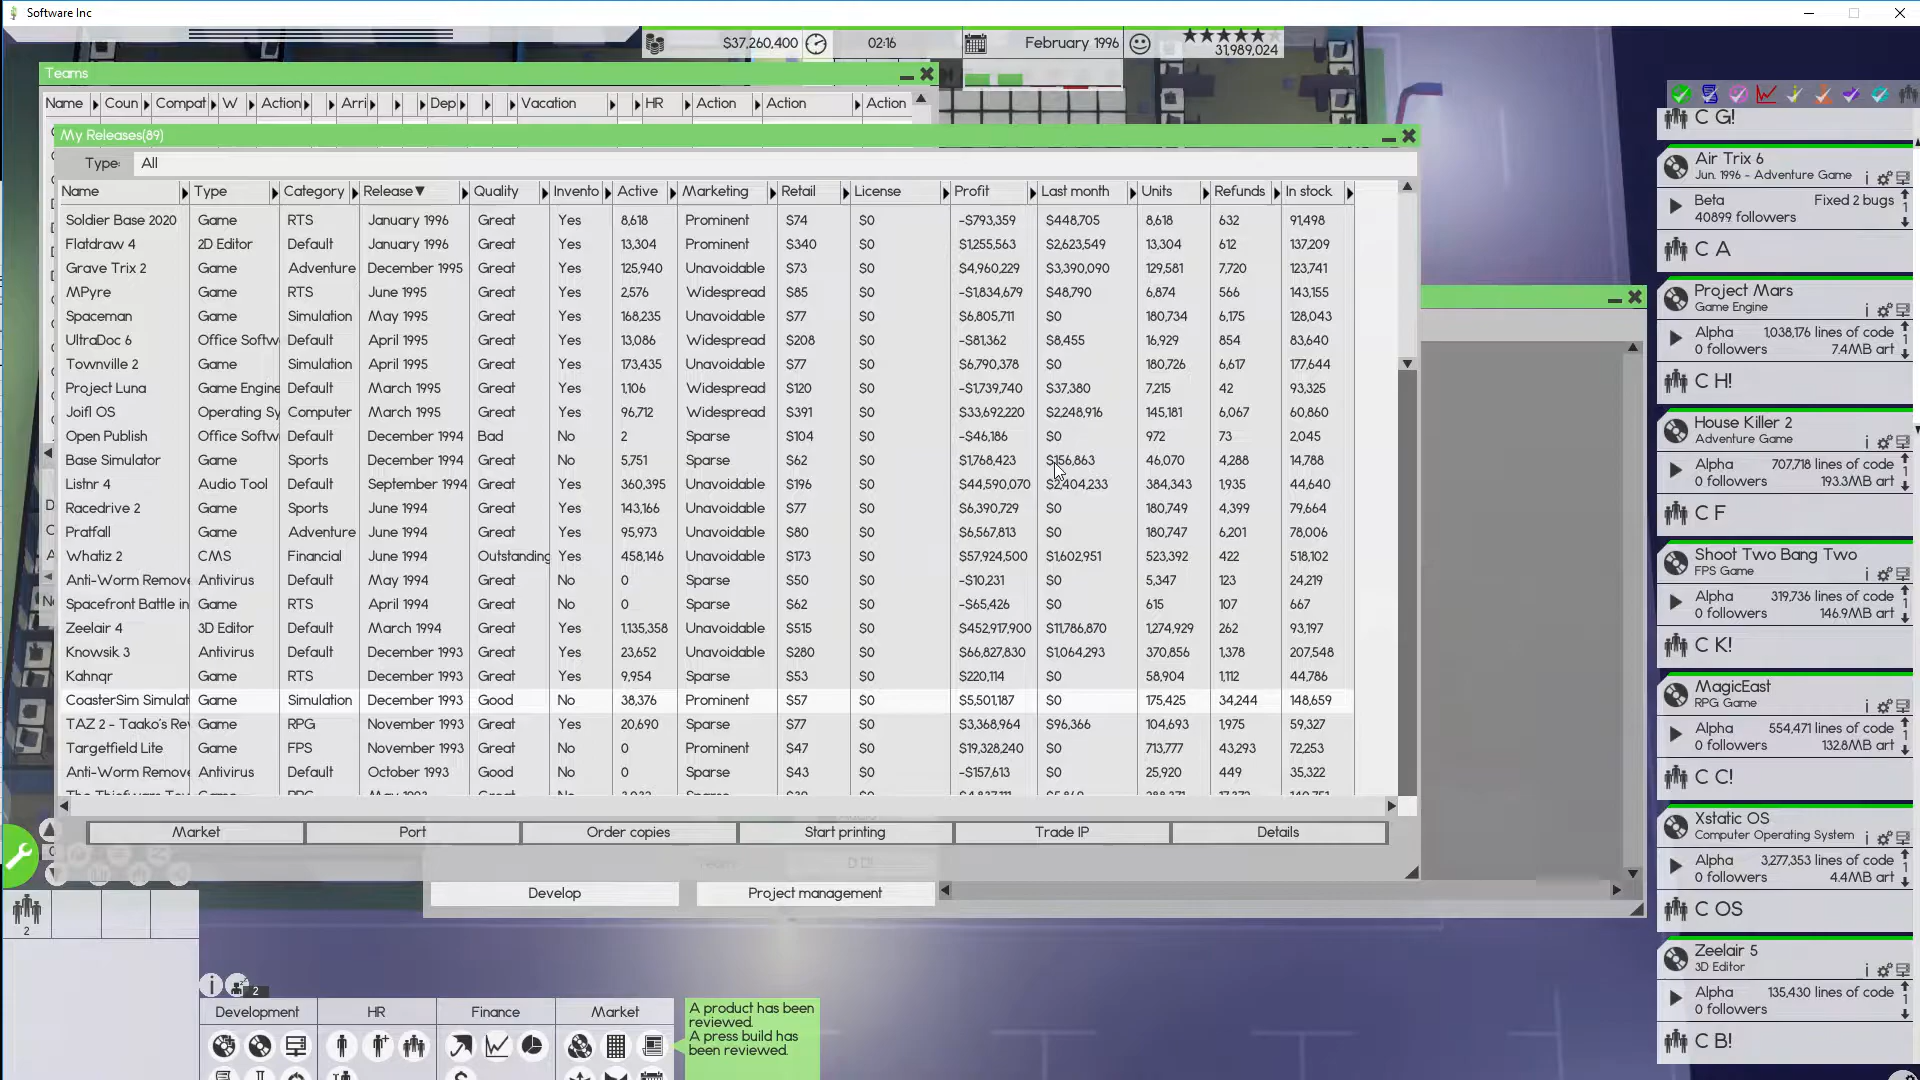 Software Inc
$37,260,400
02:16
February 1996
31,989,024
Teams
Name Coun Compat W Action Arri Dep Vacation HR Action Action Action
My Releases(89)
Type: All
Name Type Category Release▼ Quality Invento Active Marketing Retail License Profit Last month Units Refunds In stock
Soldier Base 2020 Game RTS January 1996 Great Yes 8,618 Prominent $74 $0 -$793,359 $448,705 8,618 632 91,498
Flatdraw 4 2D Editor Default January 1996 Great Yes 13,304 Prominent $340 $0 $1,255,563 $2,623,549 13,304 612 137,209
Grave Trix 2 Game Adventure December 1995 Great Yes 125,940 Unavoidable $73 $0 $4,960,229 $3,390,090 129,581 7,720 123,741
MPyre Game RTS June 1995 Great Yes 2,576 Widespread $85 $0 -$1,834,679 $48,790 6,874 566 143,155
Spaceman Game Simulation May 1995 Great Yes 168,235 Unavoidable $77 $0 $6,805,711 $0 180,734 6,175 128,043
UltraDoc 6 Office Softw Default April 1995 Great Yes 13,086 Widespread $208 $0 -$81,362 $8,455 16,929 854 83,640
Townville 2 Game Simulation April 1995 Great Yes 173,435 Unavoidable $77 $0 $6,790,378 $0 180,726 6,617 177,644
Project Luna Game Engine Default March 1995 Great Yes 1,106 Widespread $120 $0 -$1,739,740 $37,380 7,215 42 93,325
Joifl OS Operating Sy Computer March 1995 Great Yes 96,712 Widespread $391 $0 $33,692,220 $2,248,916 145,181 6,067 60,860
Open Publish Office Softw Default December 1994 Bad No 2 Sparse $104 $0 -$46,186 $0 972 73 2,045
Base Simulator Game Sports December 1994 Great No 5,751 Sparse $62 $0 $1,768,423 $156,863 46,070 4,288 14,788
Listnr 4 Audio Tool Default September 1994 Great Yes 360,395 Unavoidable $196 $0 $44,590,070 $2,404,233 384,343 1,935 44,640
Racedrive 2 Game Sports June 1994 Great Yes 143,166 Unavoidable $77 $0 $6,390,729 $0 180,749 4,399 79,664
Pratfall Game Adventure June 1994 Great Yes 95,973 Unavoidable $80 $0 $6,567,813 $0 180,747 6,201 78,006
Whatiz 2 CMS Financial June 1994 Outstanding Yes 458,146 Unavoidable $173 $0 $57,924,500 $1,602,951 523,392 422 518,102
Anti-Worm Remove Antivirus Default May 1994 Great No 0 Sparse $50 $0 -$10,231 $0 5,347 123 24,219
Spacefront Battle in Game RTS April 1994 Great No 0 Sparse $62 $0 -$65,426 $0 615 107 667
Zeelair 4 3D Editor Default March 1994 Great Yes 1,135,358 Unavoidable $515 $0 $452,917,900 $11,786,870 1,274,929 262 93,197
Knowsik 3 Antivirus Default December 1993 Great Yes 23,652 Unavoidable $280 $0 $66,827,830 $1,064,293 370,856 1,378 207,548
Kahnqr Game RTS December 1993 Great Yes 9,954 Sparse $53 $0 $220,114 $0 58,904 1,112 44,786
CoasterSim Simulat Game Simulation December 1993 Good No 38,376 Prominent $57 $0 $5,501,187 $0 175,425 34,244 148,659
TAZ 2 - Taako's Rev Game RPG November 1993 Great Yes 20,690 Sparse $77 $0 $3,368,964 $96,366 104,693 1,975 59,327
Targetfield Lite Game FPS November 1993 Great No 0 Prominent $47 $0 $19,328,240 $0 713,777 43,293 72,253
Anti-Worm Remove Antivirus Default October 1993 Good No 0 Sparse $43 $0 -$157,613 $0 25,920 449 35,322
Market Port Order copies Start printing Trade IP Details
Develop Project management
2
2
Development HR Finance Market
A product has been
reviewed.
A press build has
been reviewed.
C G!
Air Trix 6
Jun. 1996 - Adventure Game
Beta Fixed 2 bugs
40899 followers
1
C A
Project Mars
Game Engine
Alpha 1,038,176 lines of code
0 followers 7.4MB art
1
C H!
House Killer 2
Adventure Game
Alpha 707,718 lines of code
0 followers 193.3MB art
1
C F
Shoot Two Bang Two
FPS Game
Alpha 319,736 lines of code
0 followers 146.9MB art
1
C K!
MagicEast
RPG Game
Alpha 554,471 lines of code
0 followers 132.8MB art
1
C C!
Xstatic OS
Computer Operating System
Alpha 3,277,353 lines of code
0 followers 4.4MB art
1
C OS
Zeelair 5
3D Editor
Alpha 135,430 lines of code
0 followers
1
C B!